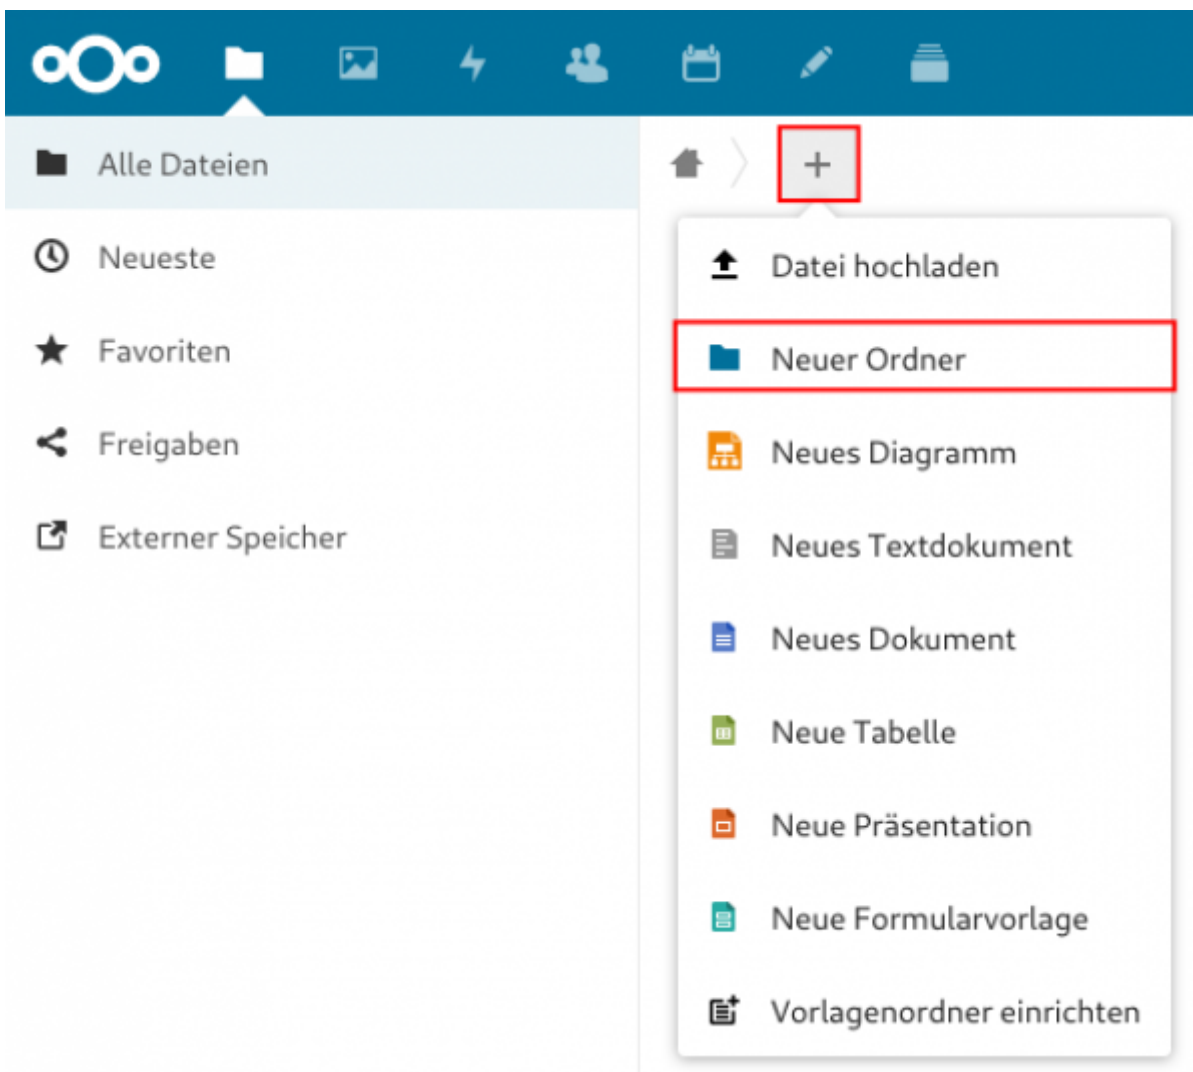 Alle Dateien
Neueste
Favoriten
Freigaben
Externer Speicher
+
Datei hochladen
Neuer Ordner
Neues Diagramm
Neues Textdokument
Neues Dokument
Neue Tabelle
Neue Präsentation
Neue Formularvorlage
Vorlagenordner einrichten